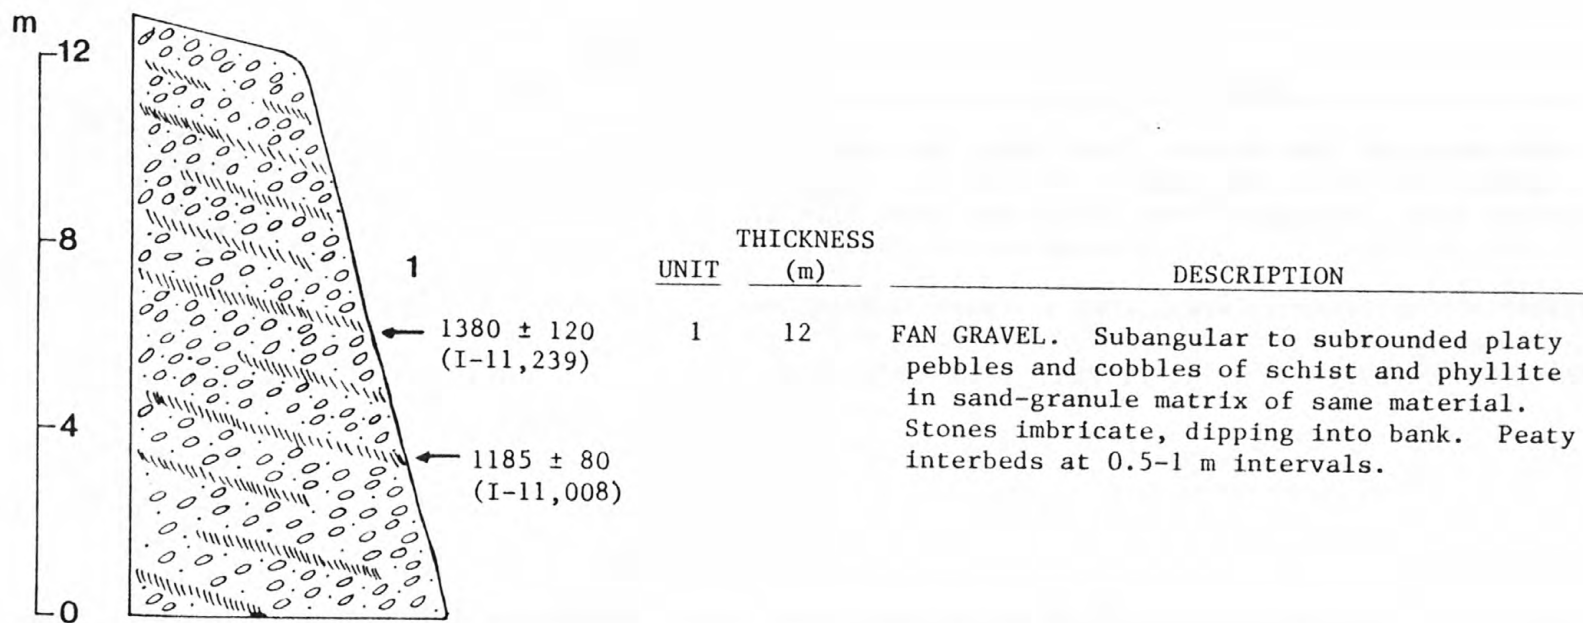 m
12
8
4
0
1
1380 ± 120
(I-11,239)
1185 ± 80
(I-11,008)
THICKNESS
UNIT (m) DESCRIPTION
1 12 FAN GRAVEL. Subangular to subrounded platy
pebbles and cobbles of schist and phyllite
in sand-granule matrix of same material.
Stones imbricate, dipping into bank. Peaty
interbeds at 0.5-1 m intervals.